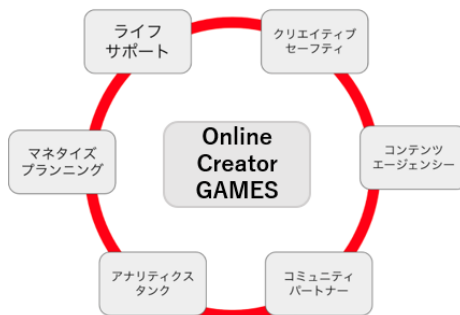 ライフ
サポート
クリエイティブ
セーフティ
マネタイズ
プランニング
Online
Creator
GAMES
コンテンツ
エージェンシー
アナリティクス
タンク
コミュニティ
パートナー